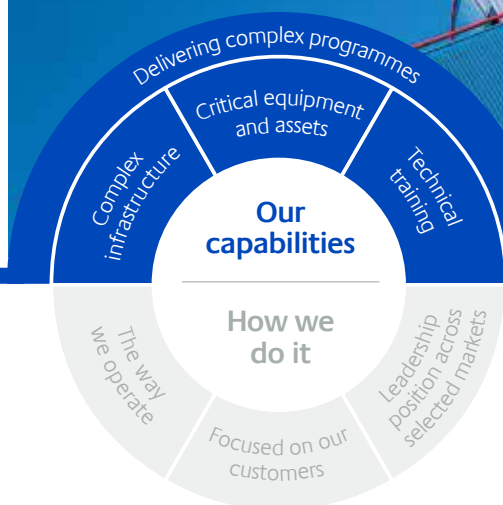 Delivering complex programmes
Complex
infrastructure
Critical equipment
and assets
Technical
training
Our
capabilities
How we
do it
The way
we operate
Focused on our
customers
Leadership
position across
selected markets